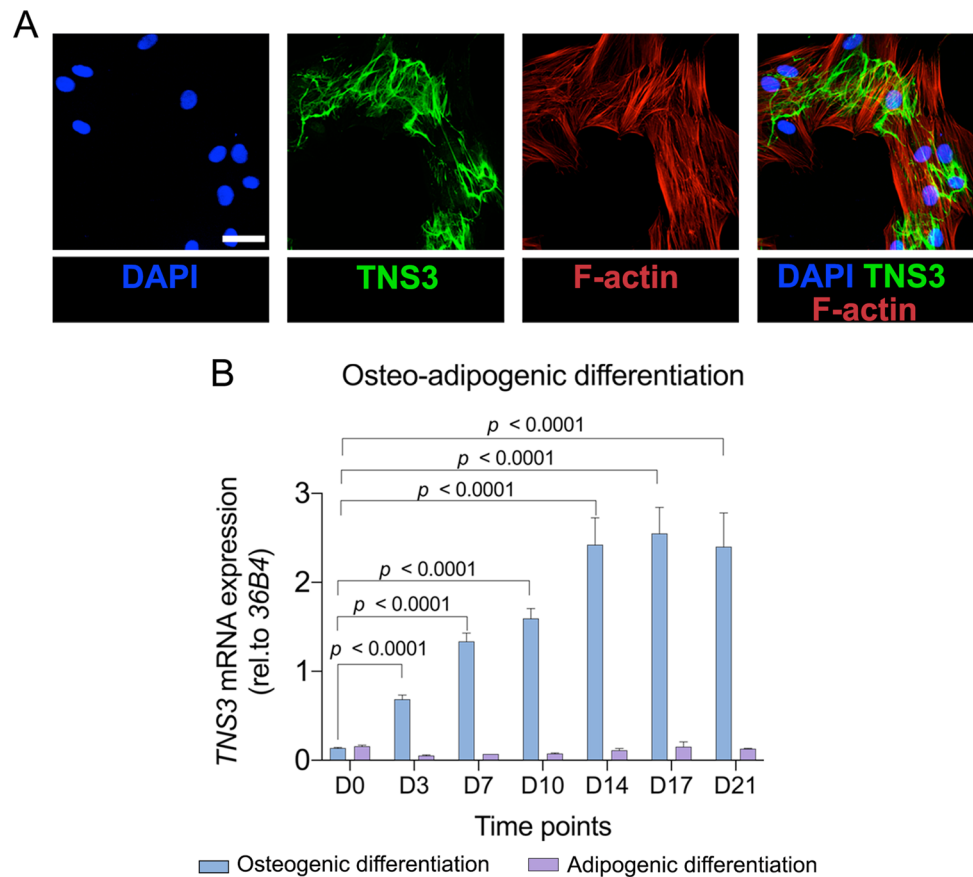 A
DAPI
TNS3
F-actin
DAPI TNS3
F-actin
B
Osteo-adipogenic differentiation
p < 0.0001
p < 0.0001
p < 0.0001
p < 0.0001
p < 0.0001
p < 0.0001
TNS3 mRNA expression
(rel.to 36B4)
3
2
1
0
D0 D3 D7 D10 D14 D17 D21
Time points
Osteogenic differentiation Adipogenic differentiation